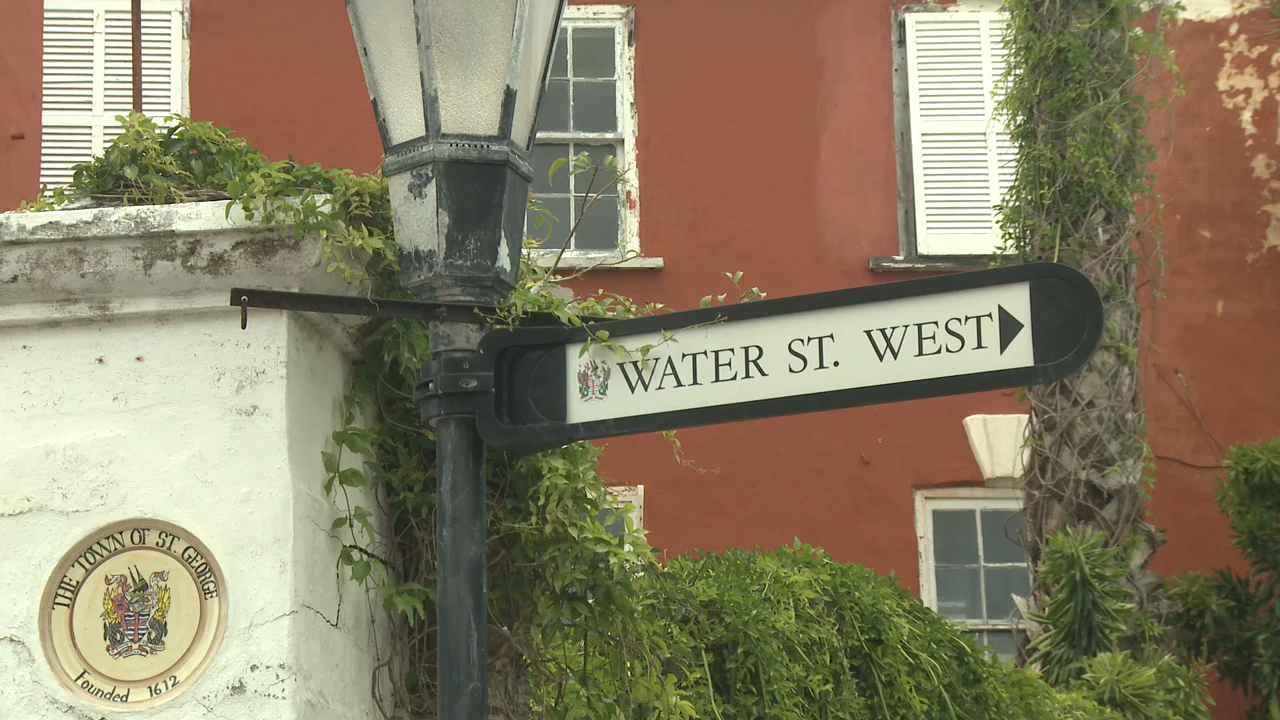 WATER ST. WEST
THE TOWN OF ST. GEORGE
Founded 1612